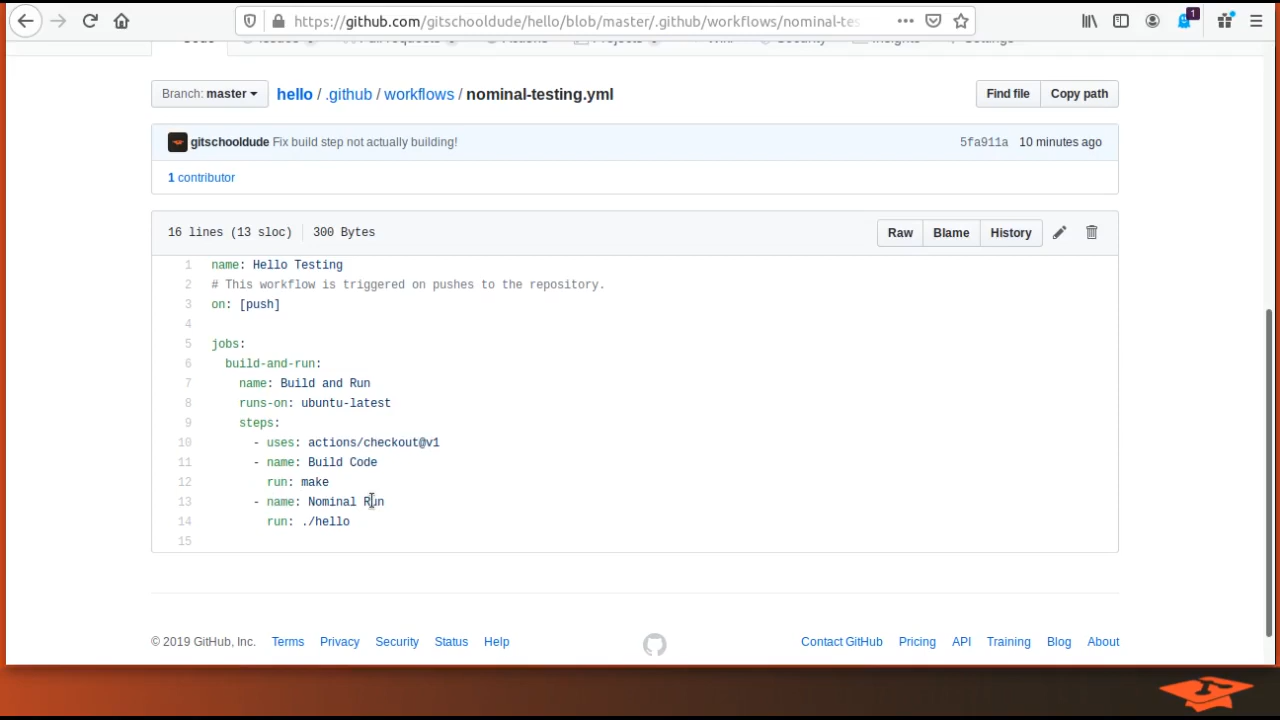 https://github.com/gitschooldude/hello/blob/master/.github/workflows/nominal-tes
1
Branch: master
hello / .github / workflows / nominal-testing.yml
Find file
Copy path
gitschooldude Fix build step not actually building!
5fa911a 10 minutes ago
1 contributor
16 lines (13 sloc) 300 Bytes
Raw
Blame
History
1 name: Hello Testing
2 # This workflow is triggered on pushes to the repository.
3 on: [push]
4
5 jobs:
6 build-and-run:
7 name: Build and Run
8 runs-on: ubuntu-latest
9 steps:
10 - uses: actions/checkout@v1
11 - name: Build Code
12 run: make
13 - name: Nominal Run
14 run: ./hello
15
© 2019 GitHub, Inc. Terms Privacy Security Status Help
Contact GitHub Pricing API Training Blog About